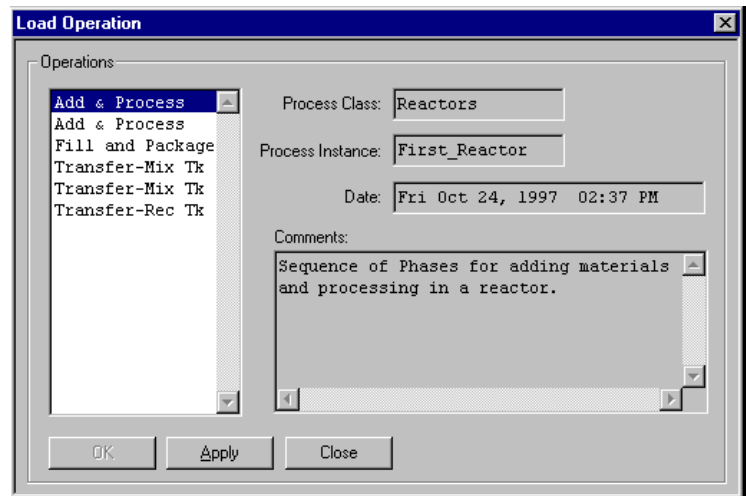 Load Operation
Operations
Add & Process
Add & Process
Fill and Package
Transfer-Mix Tk
Transfer-Mix Tk
Transfer-Rec Tk
Process Class: Reactors
Process Instance: First_Reactor
Date: Fri Oct 24, 1997 02:37 PM
Comments:
Sequence of Phases for adding materials
and processing in a reactor.
OK Apply Close